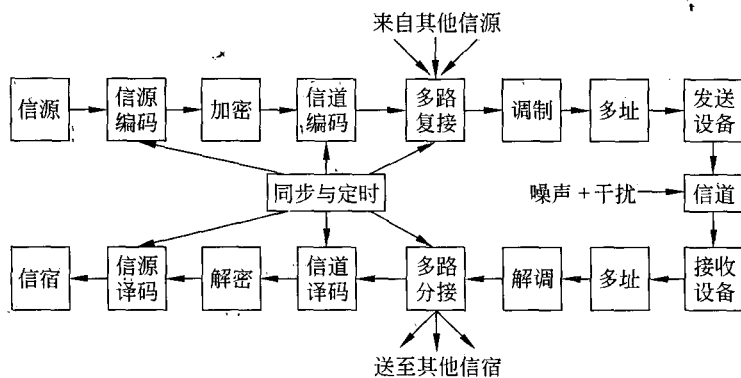 来自其他信源
信源
信源
编码
加密
信道
编码
多路
复接
调制
多址
发送
设备
同步与定时
噪声+干扰
信道
信宿
信源
译码
解密
信道
译码
多路
分接
解调
多址
接收
设备
送至其他信宿